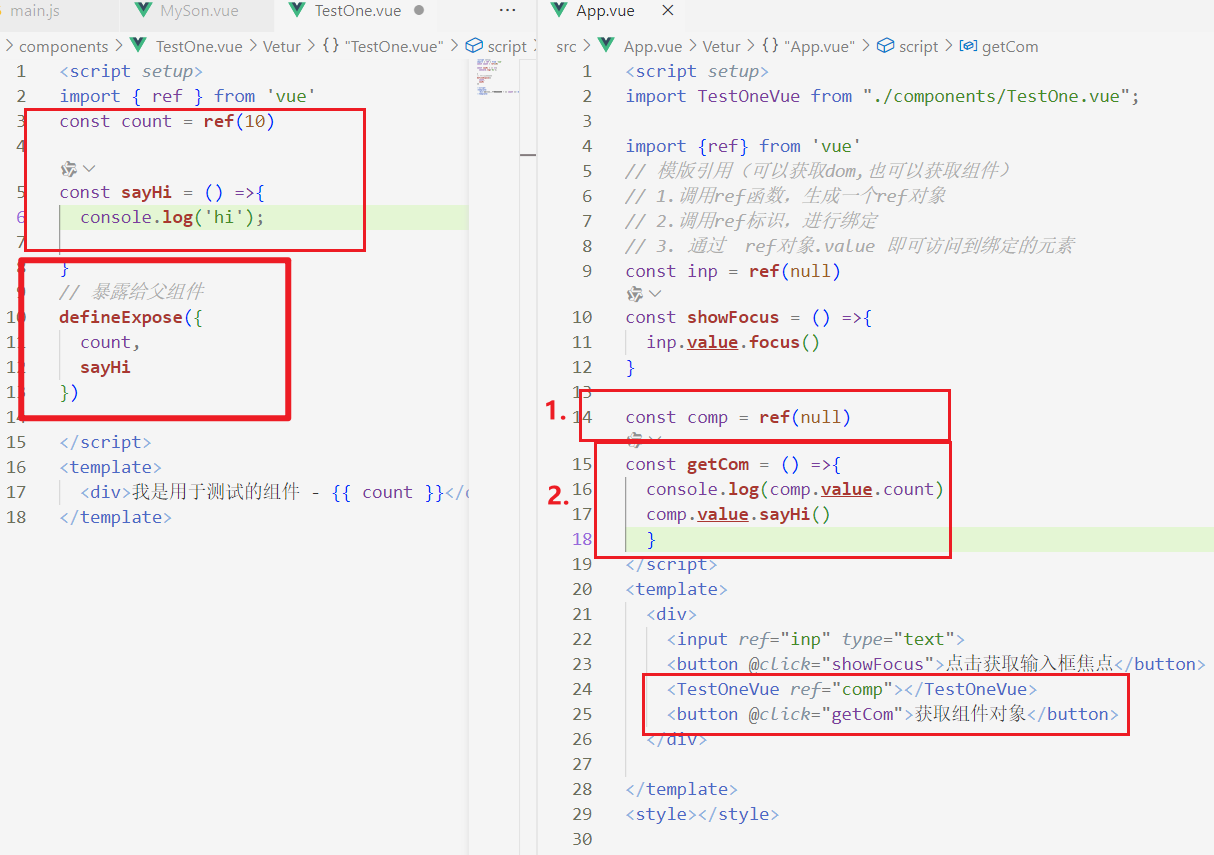 main.js
MySon.vue
TestOne.vue
components > TestOne.vue > Vetur > {} "TestOne.vue" > script
1 <script setup>
2 import { ref } from 'vue'
3 const count = ref(10)
4
5 const sayHi = () =>{
6 console.log('hi');
7
8 }
9 // 暴露给父组件
10 defineExpose({
11 count,
12 sayHi
13 })
14
15 </script>
16 <template>
17 <div>我是用于测试的组件 - {{ count }}</
18 </template>
App.vue
src > App.vue > Vetur > {} "App.vue" > script > getCom
1 <script setup>
2 import TestOneVue from "./components/TestOne.vue";
3
4 import {ref} from 'vue'
5 // 模版引用（可以获取dom,也可以获取组件）
6 // 1.调用ref函数，生成一个ref对象
7 // 2.调用ref标识，进行绑定
8 // 3. 通过 ref对象.value 即可访问到绑定的元素
9 const inp = ref(null)
10 const showFocus = () =>{
11 inp.value.focus()
12 }
13
1. 14 const comp = ref(null)
15 const getCom = () =>{
2. 16 console.log(comp.value.count)
17 comp.value.sayHi()
18 }
19 </script>
20 <template>
21 <div>
22 <input ref="inp" type="text">
23 <button @click="showFocus">点击获取输入框焦点</button>
24 <TestOneVue ref="comp"></TestOneVue>
25 <button @click="getCom">获取组件对象</button>
26 </div>
27
28 </template>
29 <style></style>
30